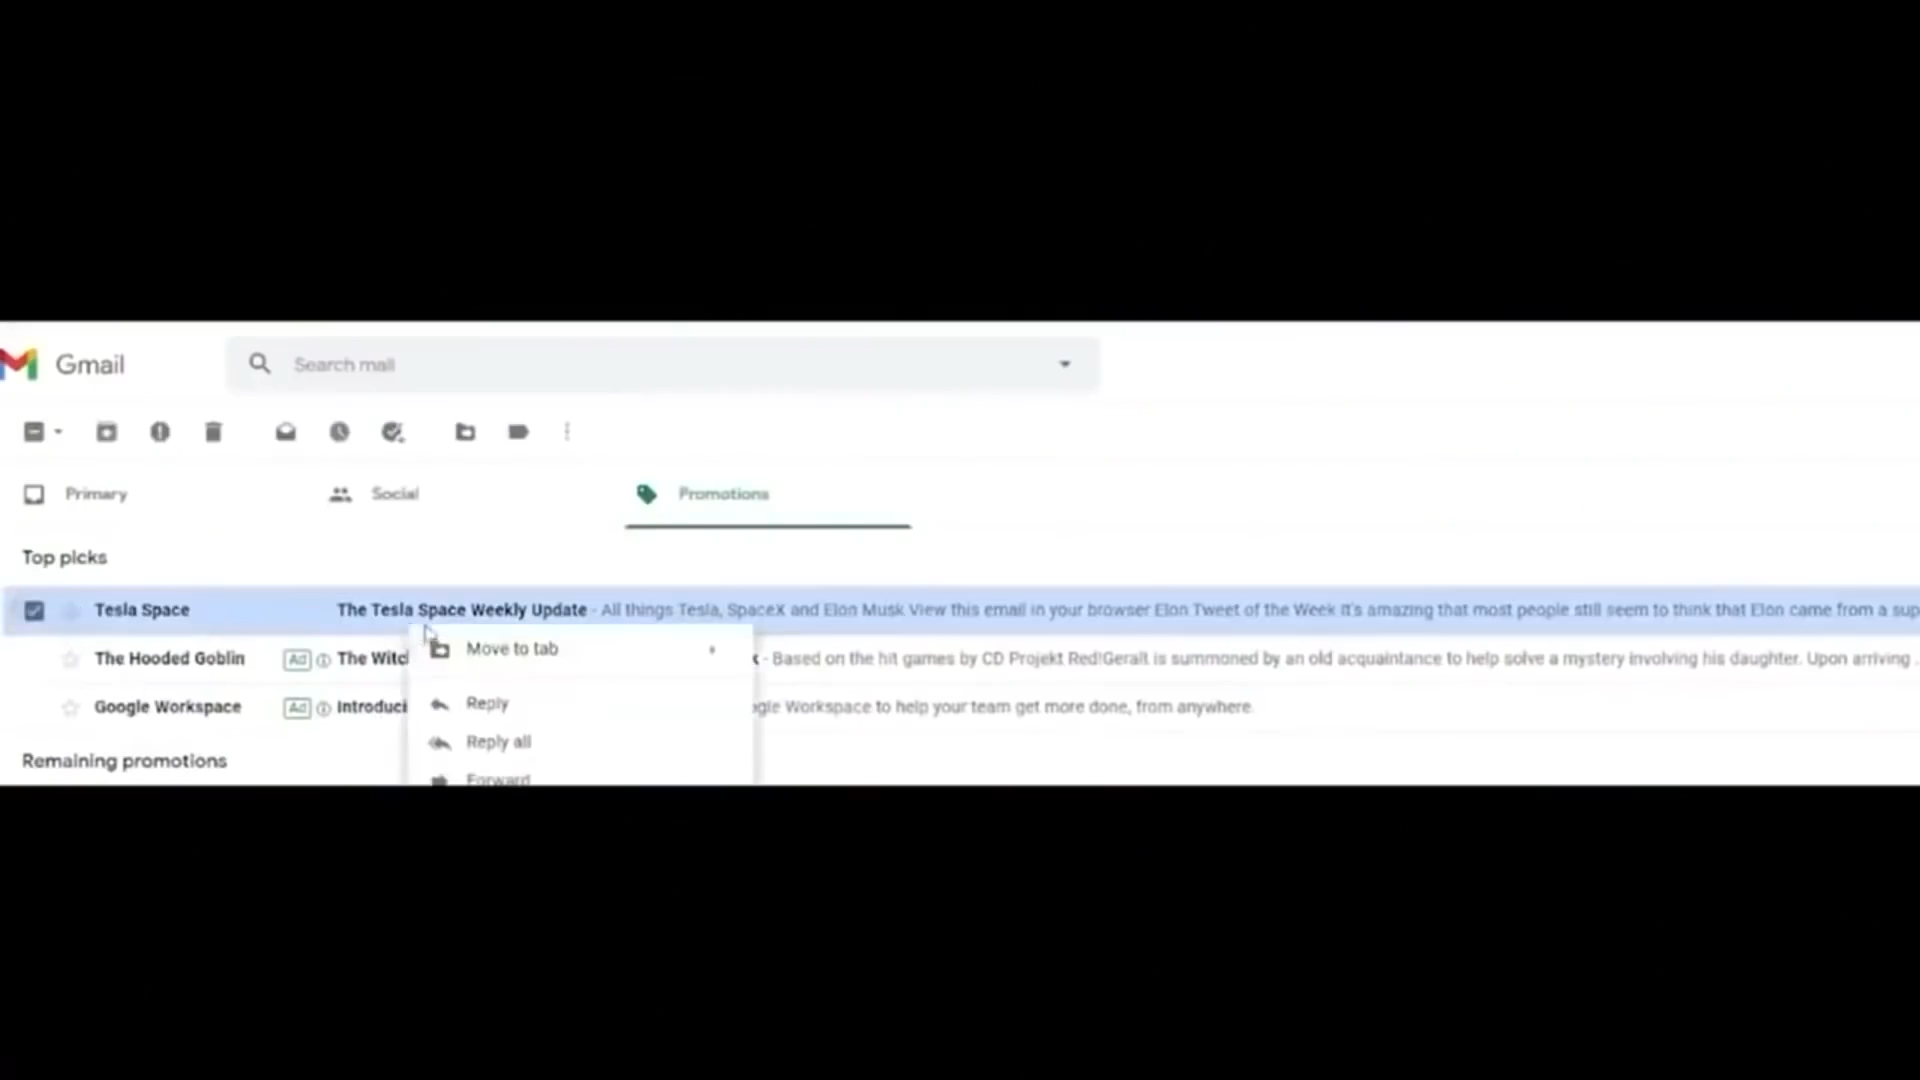 Gmail
Search mail
Primary
Social
Promotions
Top picks
Tesla Space The Tesla Space Weekly Update - All things Tesla, SpaceX and Elon Musk View this email in your browser Elon Tweet of the Week It's amazing that most people still seem to think that Elon came from a sup
Move to tab
The Hooded Goblin Ad The Witc k - Based on the hit games by CD Projekt Red!Geralt is summoned by an old acquaintance to help solve a mystery involving his daughter. Upon arriving
Reply
Google Workspace Ad Introduci gle Workspace to help your team get more done, from anywhere.
Reply all
Remaining promotions
Forward